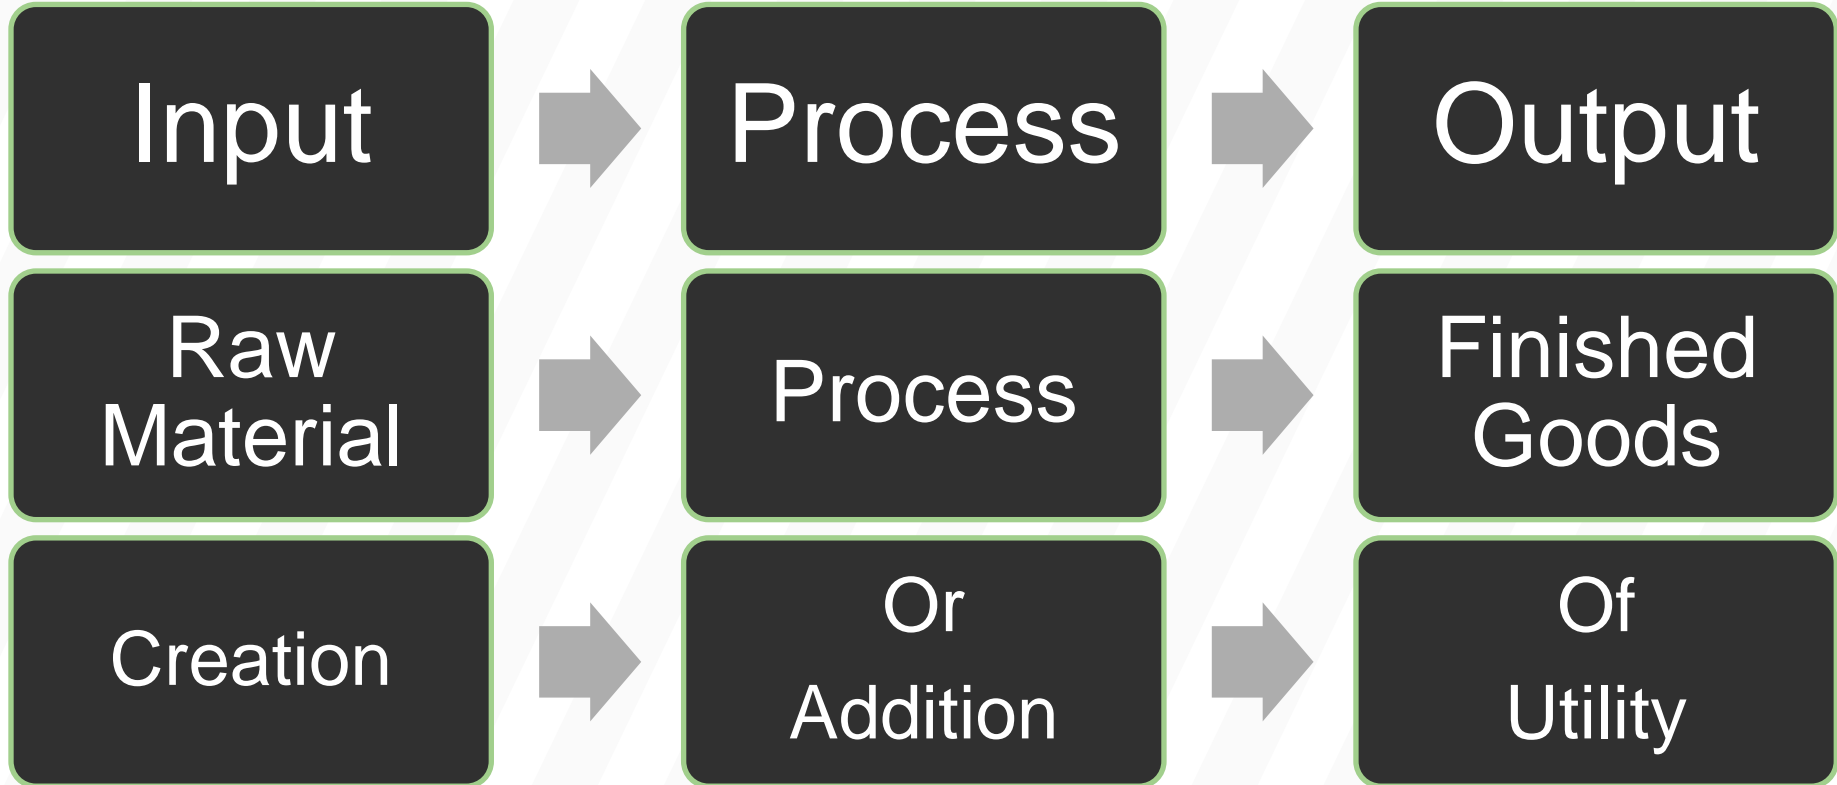 Input
Process
Output
Raw
Material
Process
Finished
Goods
Creation
Or
Addition
Of
Utility